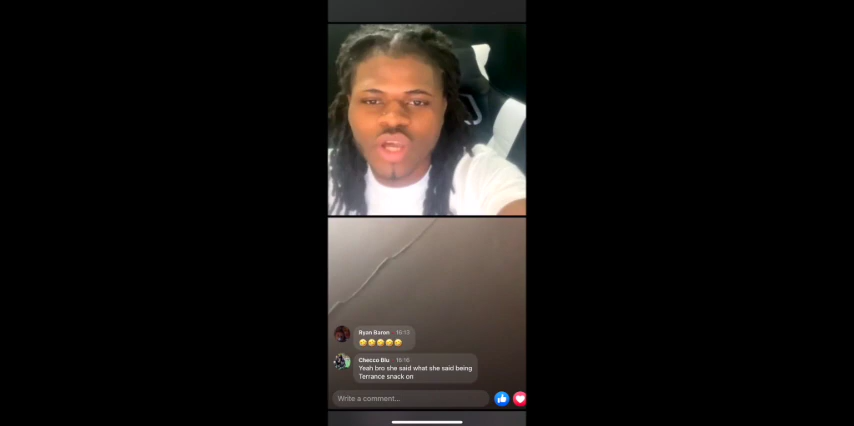 Ryan Baron 16:13
🤣🤣🤣🤣🤣
Checco Blu 16:16
Yeah bro she said what she said being
Terrance snack on
Write a comment...